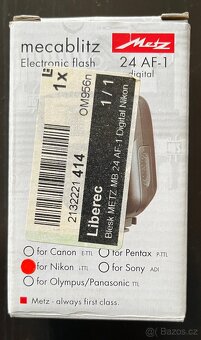 mecablitz
Metz
Electronic flash
24 AF-1
digital
1x
OM956n
2132221414
1 / 1
Liberec
Blesk METZ MB 24 AF-1 Digital Nikon
for Canon E-TTL
for Pentax P-TTL
for Nikon i-TTL
for Sony ADI
for Olympus/Panasonic TTL
Metz - always first class.
© Bazos.cz